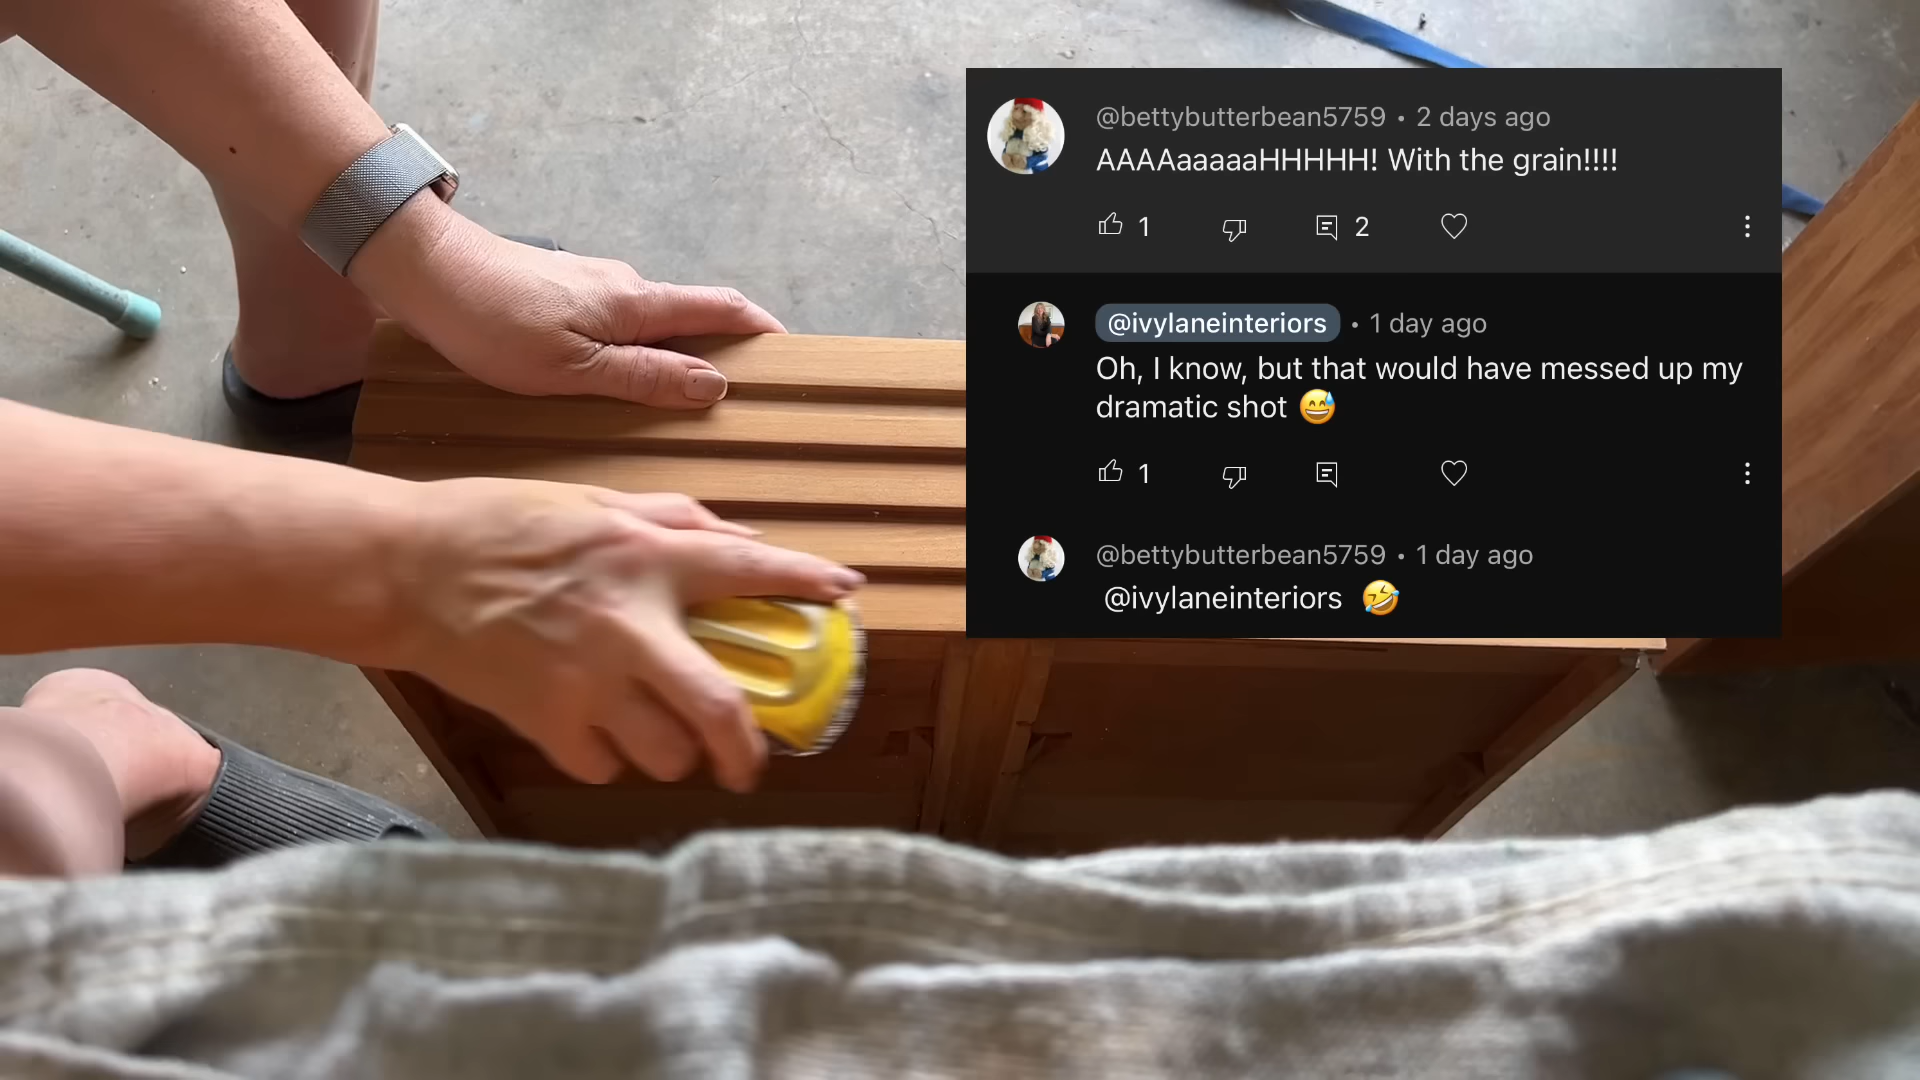 @bettybutterbean5759 • 2 days ago
AAAAaaaaaHHHHH! With the grain!!!!
1 2
@ivylaneinteriors • 1 day ago
Oh, I know, but that would have messed up my
dramatic shot 😅
1
@bettybutterbean5759 • 1 day ago
@ivylaneinteriors 🤣